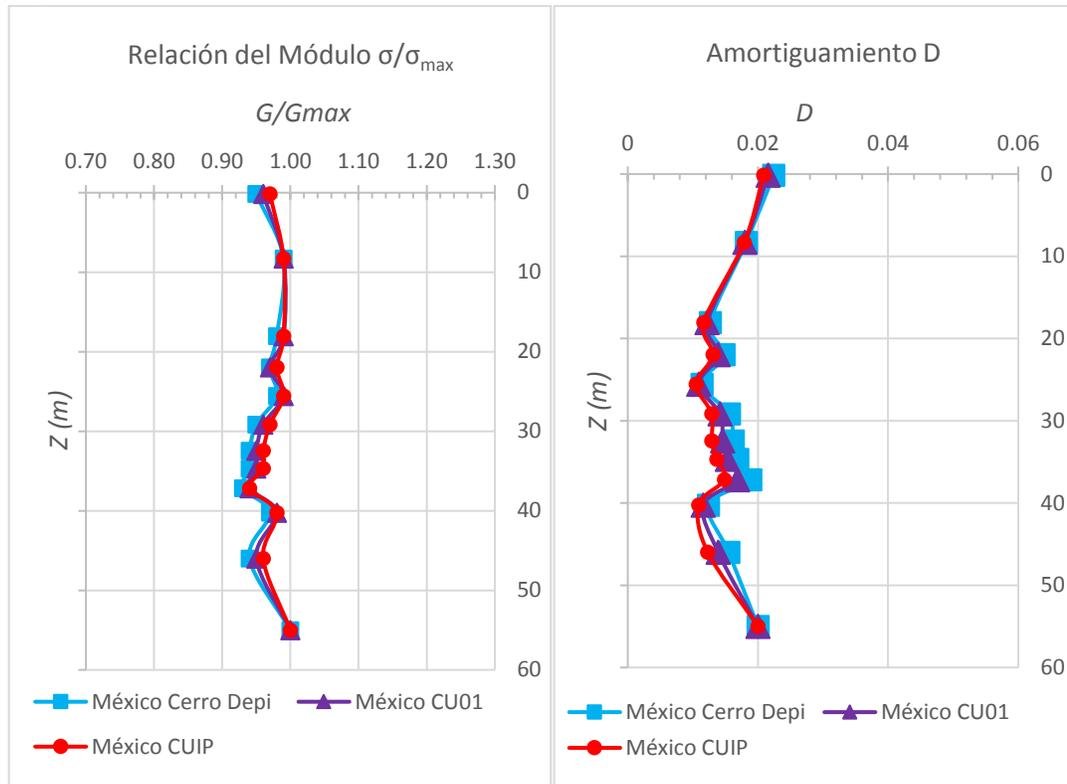 Relación del Módulo σ/σmax
G/Gmax
0.70 0.80 0.90 1.00 1.10 1.20 1.30
0
10
20
30
40
50
60
Z (m)
México Cerro Depi México CU01
México CUIP
Amortiguamiento D
D
0 0.02 0.04 0.06
0
10
20
30
40
50
60
Z (m)
México Cerro Depi México CU01
México CUIP